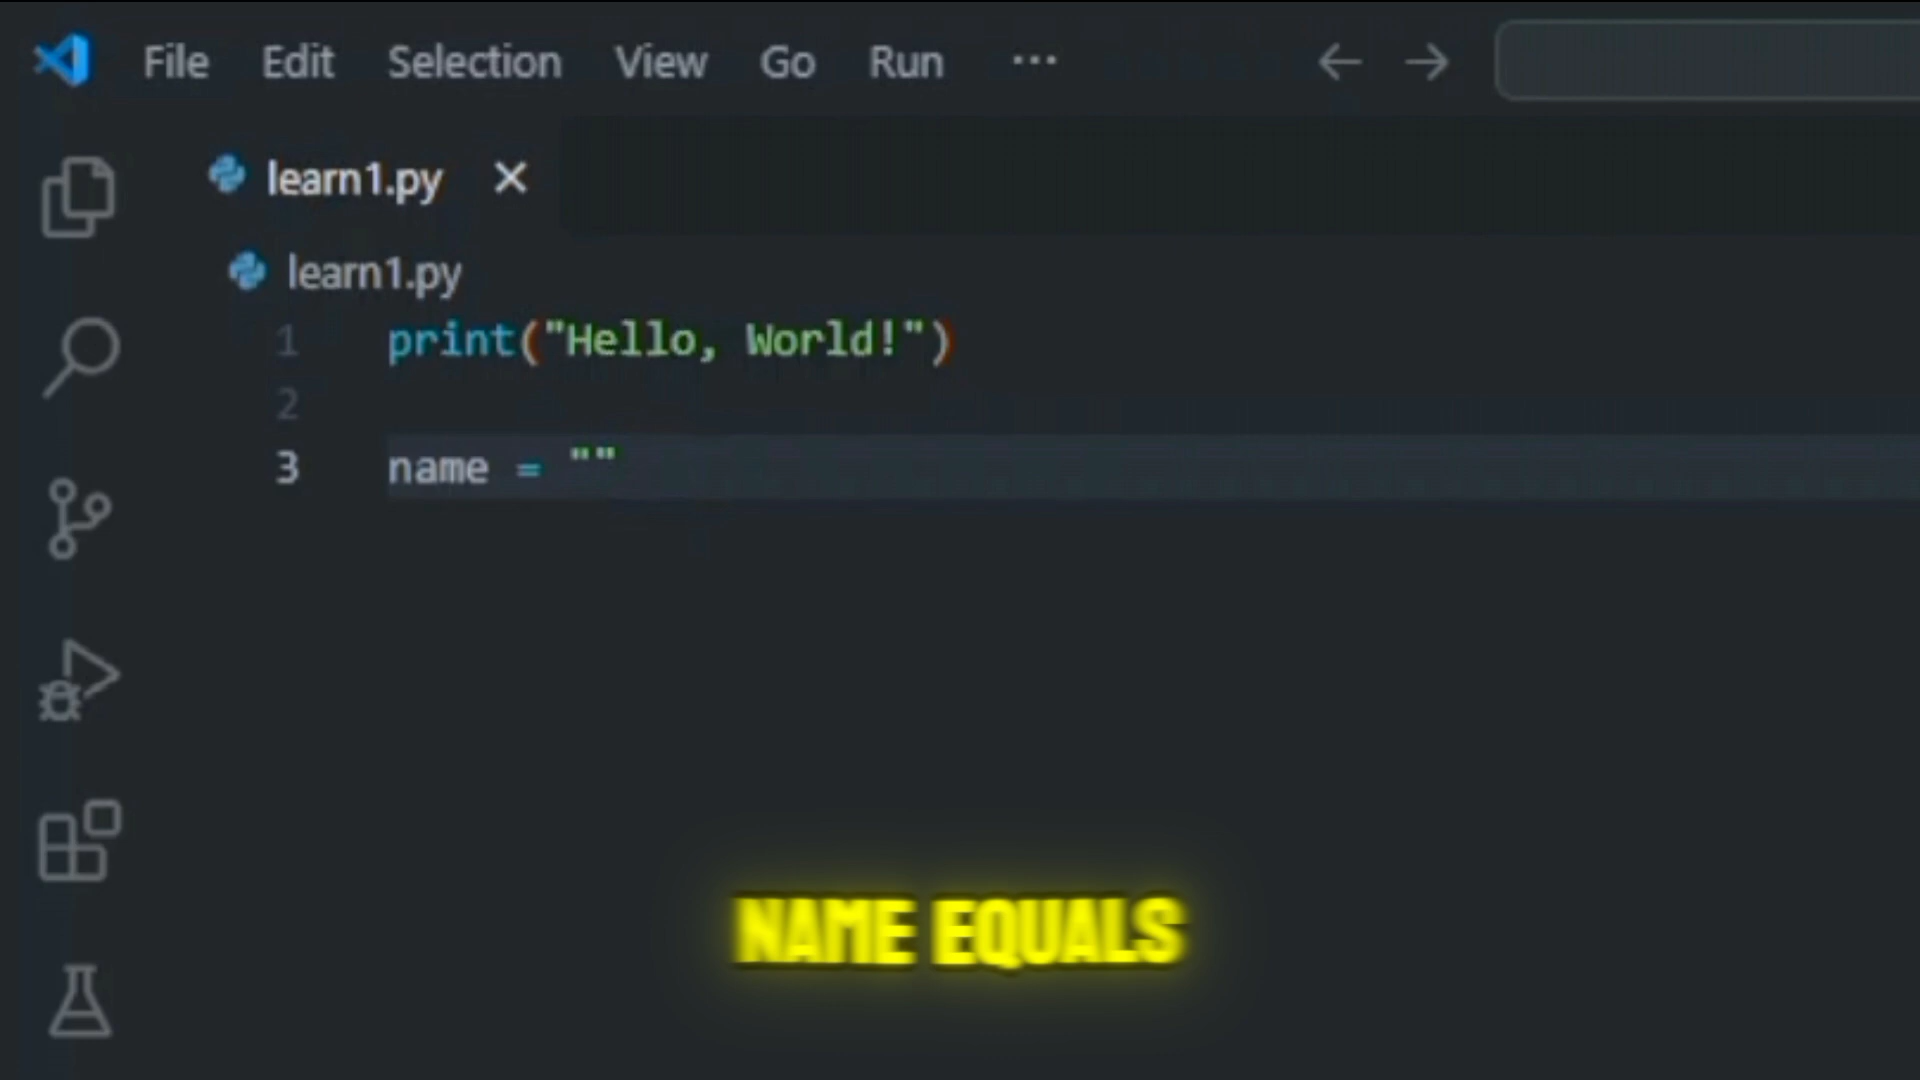 File Edit Selection View Go Run ...
learn1.py
learn1.py
1 print("Hello, World!")
2
3 name = ""
NAME EQUALS